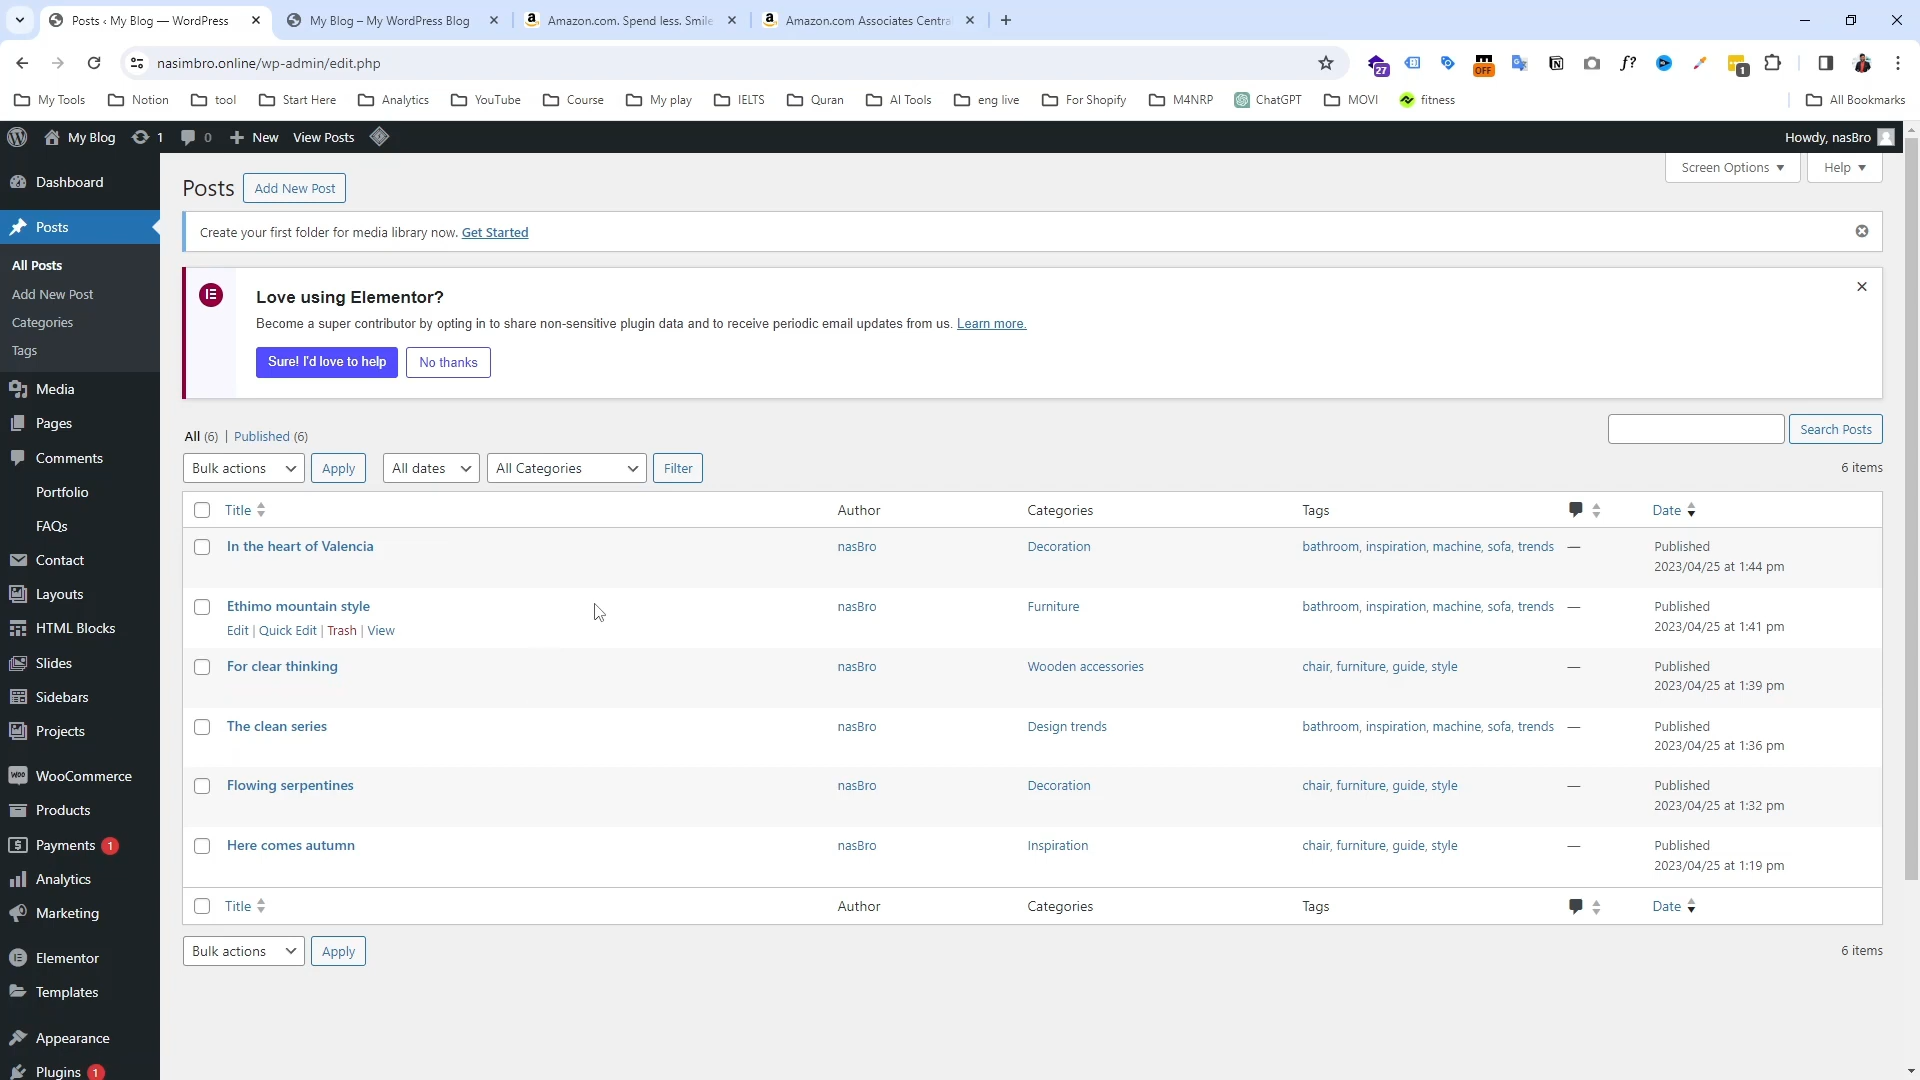 Posts ‹ My Blog — WordPress
My Blog – My WordPress Blog
Amazon.com. Spend less. Smile
Amazon.com Associates Centra
nasimbro.online/wp-admin/edit.php
27
OFF
f?
1
My Tools
Notion
tool
Start Here
Analytics
YouTube
Course
My play
IELTS
Quran
AI Tools
eng live
For Shopify
M4NRP
ChatGPT
MOVI
fitness
All Bookmarks
My Blog
1
0
New
View Posts
Howdy, nasBro
Dashboard
Posts
All Posts
Add New Post
Categories
Tags
Media
Pages
Comments
Portfolio
FAQs
Contact
Layouts
HTML Blocks
Slides
Sidebars
Projects
WooCommerce
Products
Payments 1
Analytics
Marketing
Elementor
Templates
Appearance
Plugins 1
Screen Options
Help
Posts
Add New Post
Create your first folder for media library now. Get Started
Love using Elementor?
Become a super contributor by opting in to share non-sensitive plugin data and to receive periodic email updates from us. Learn more.
Sure! I'd love to help
No thanks
All (6) | Published (6)
Search Posts
Bulk actions
Apply
All dates
All Categories
Filter
6 items
Title Author Categories Tags Date
In the heart of Valencia nasBro Decoration bathroom, inspiration, machine, sofa, trends — Published
2023/04/25 at 1:44 pm
Ethimo mountain style nasBro Furniture bathroom, inspiration, machine, sofa, trends — Published
Edit | Quick Edit | Trash | View 2023/04/25 at 1:41 pm
For clear thinking nasBro Wooden accessories chair, furniture, guide, style — Published
2023/04/25 at 1:39 pm
The clean series nasBro Design trends bathroom, inspiration, machine, sofa, trends — Published
2023/04/25 at 1:36 pm
Flowing serpentines nasBro Decoration chair, furniture, guide, style — Published
2023/04/25 at 1:32 pm
Here comes autumn nasBro Inspiration chair, furniture, guide, style — Published
2023/04/25 at 1:19 pm
Title Author Categories Tags Date
Bulk actions
Apply
6 items